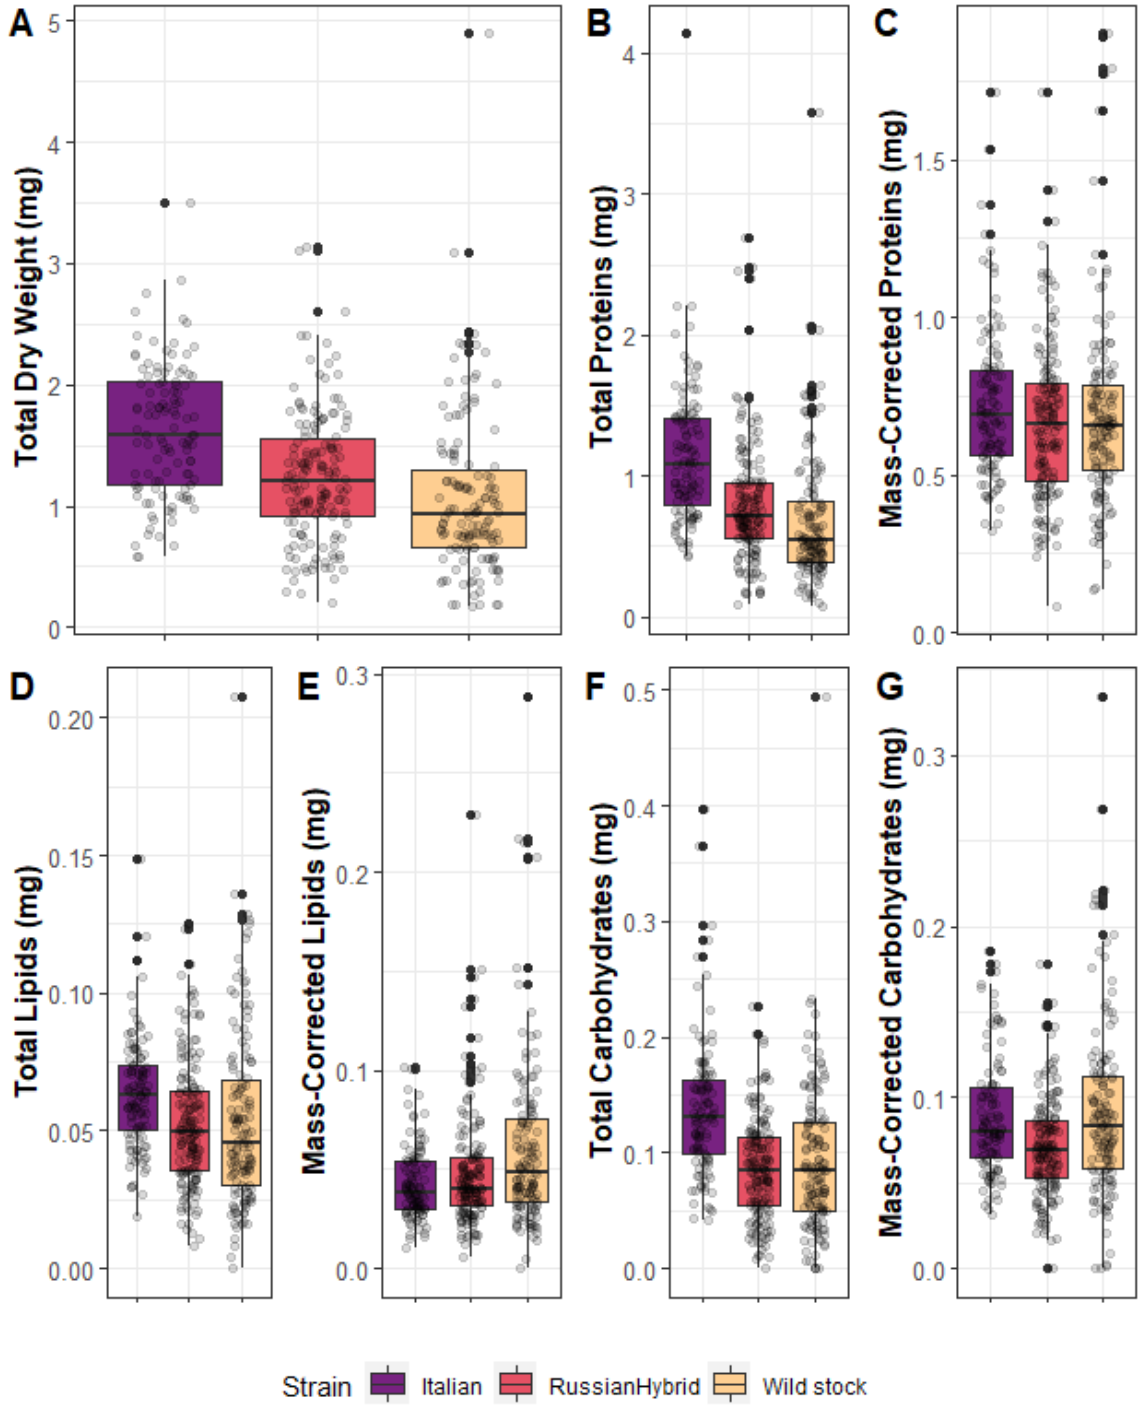 A
Total Dry Weight (mg)
5
4
3
2
1
0
B
Total Proteins (mg)
4
3
2
1
0
C
Mass-Corrected Proteins (mg)
1.5
1.0
0.5
0.0
D
Total Lipids (mg)
0.20
0.15
0.10
0.05
0.00
E
Mass-Corrected Lipids (mg)
0.3
0.2
0.1
0.0
F
Total Carbohydrates (mg)
0.5
0.4
0.3
0.2
0.1
0.0
G
Mass-Corrected Carbohydrates (mg)
0.3
0.2
0.1
0.0
Strain Italian RussianHybrid Wild stock